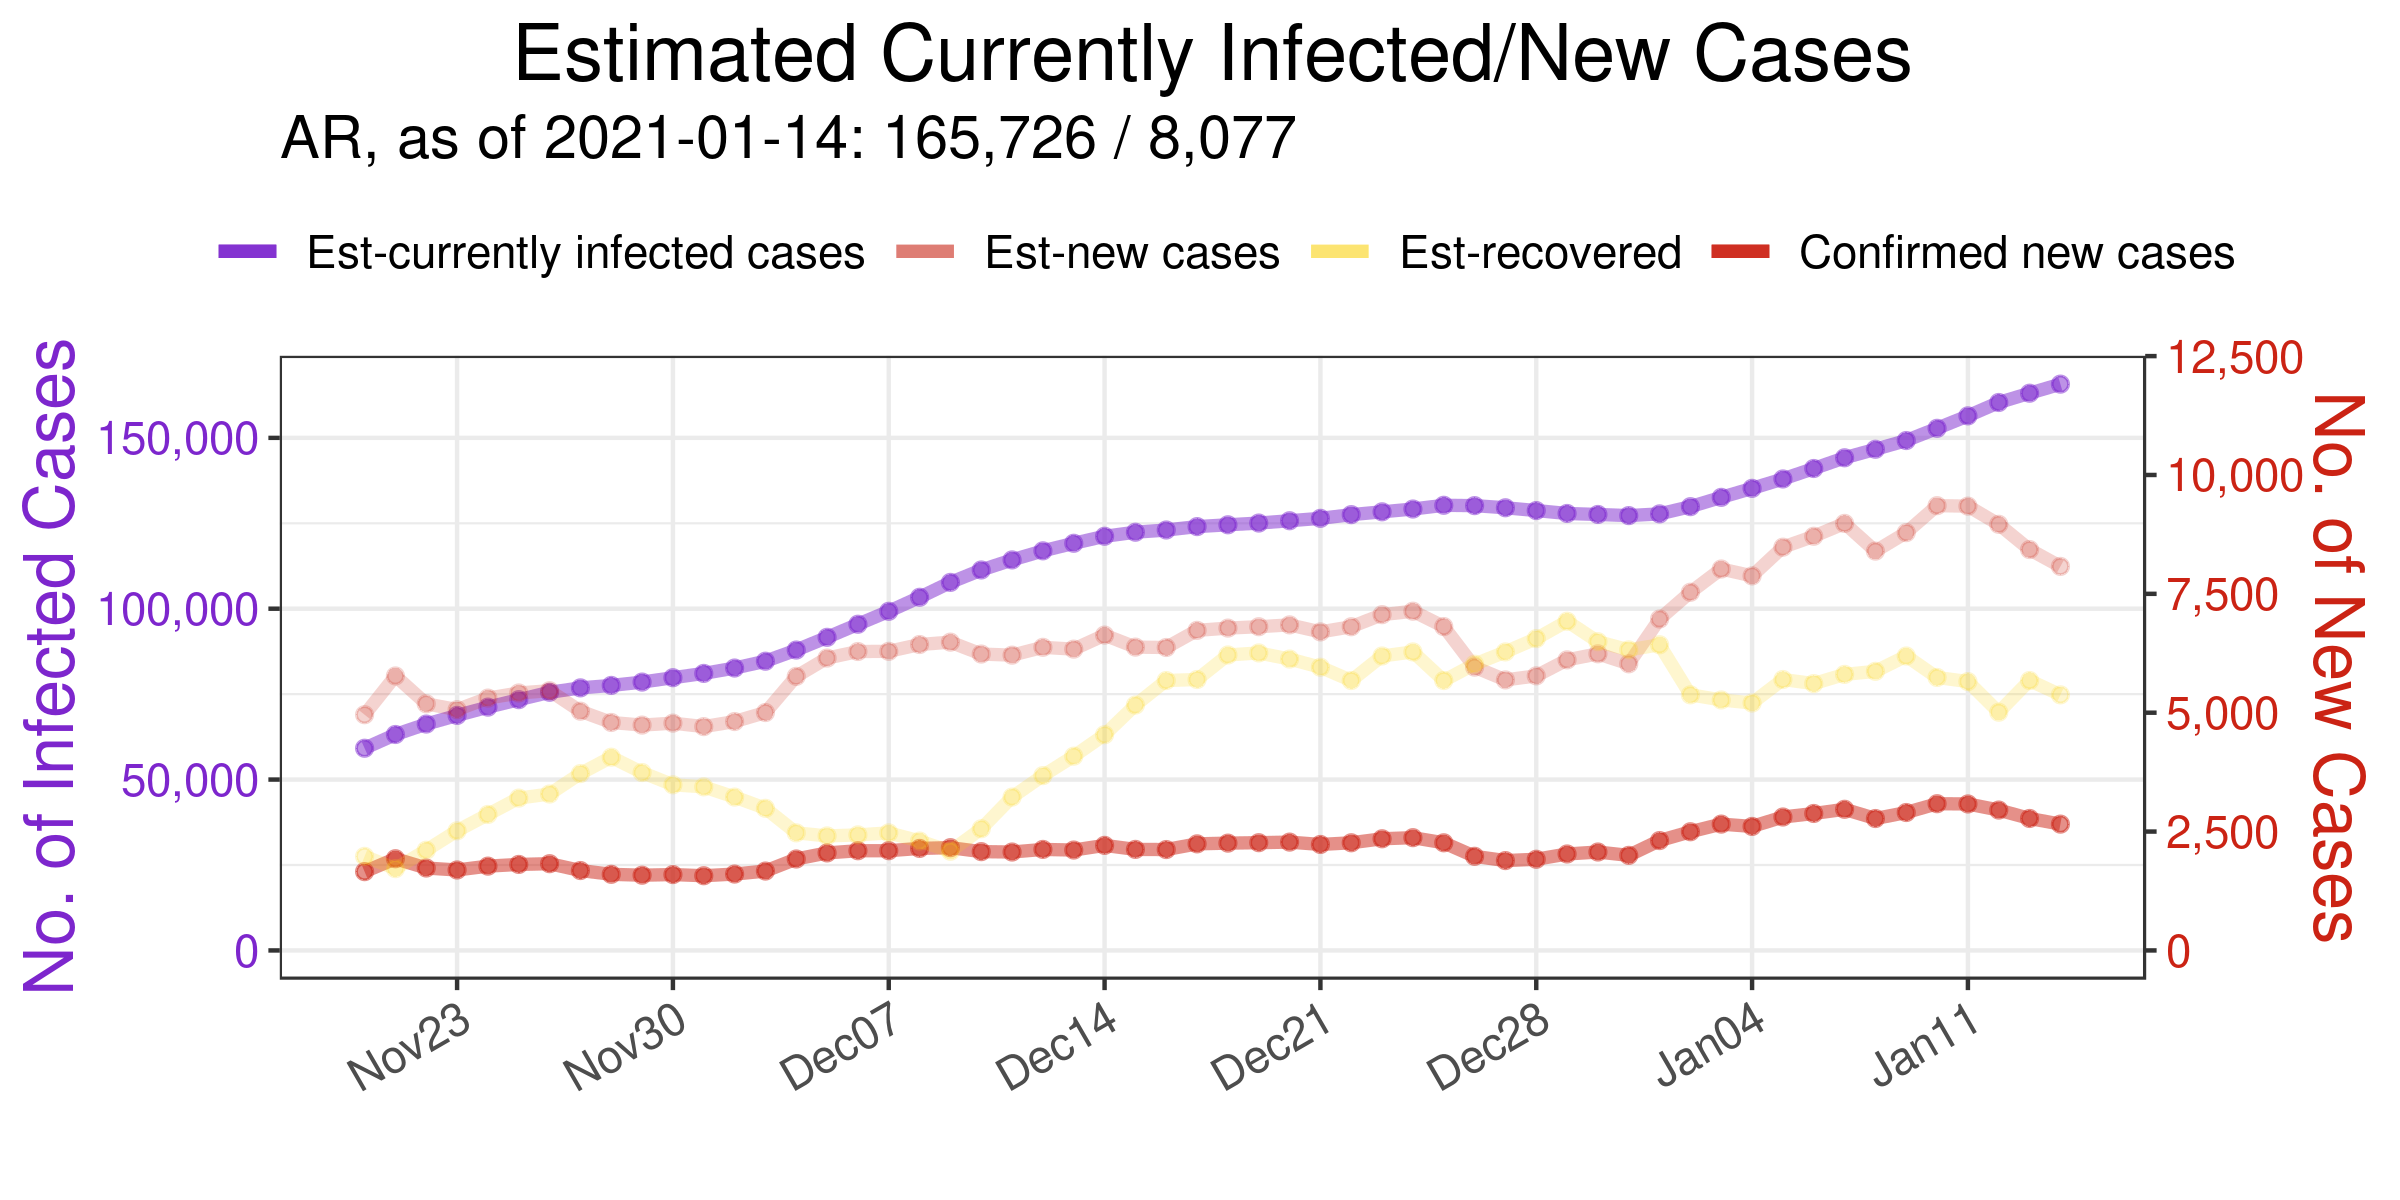 Estimated Currently Infected/New Cases
AR, as of 2021-01-14: 165,726 / 8,077
Est-currently infected cases Est-new cases Est-recovered Confirmed new cases
No. of Infected Cases
150,000
100,000
50,000
0
12,500
10,000
7,500
5,000
2,500
0
No. of New Cases
Nov23 Nov30 Dec07 Dec14 Dec21 Dec28 Jan04 Jan11